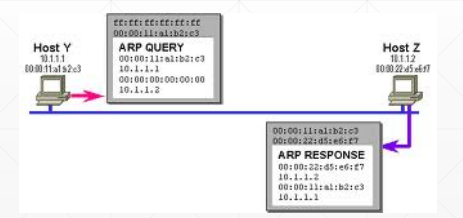 ff:ff:ff:ff:ff:ff
00:00:11:a1:b2:c3
ARP QUERY
00:00:11:a1:b2:c3
10.1.1.1
00:00:00:00:00:00
10.1.1.2
Host Y
10.1.1.1
00:00:11:a1:b2:c3
Host Z
10.1.1.2
00:00:22:d5:e6:f7
00:00:11:a1:b2:c3
00:00:22:d5:e6:f7
ARP RESPONSE
00:00:22:d5:e6:f7
10.1.1.2
00:00:11:a1:b2:c3
10.1.1.1